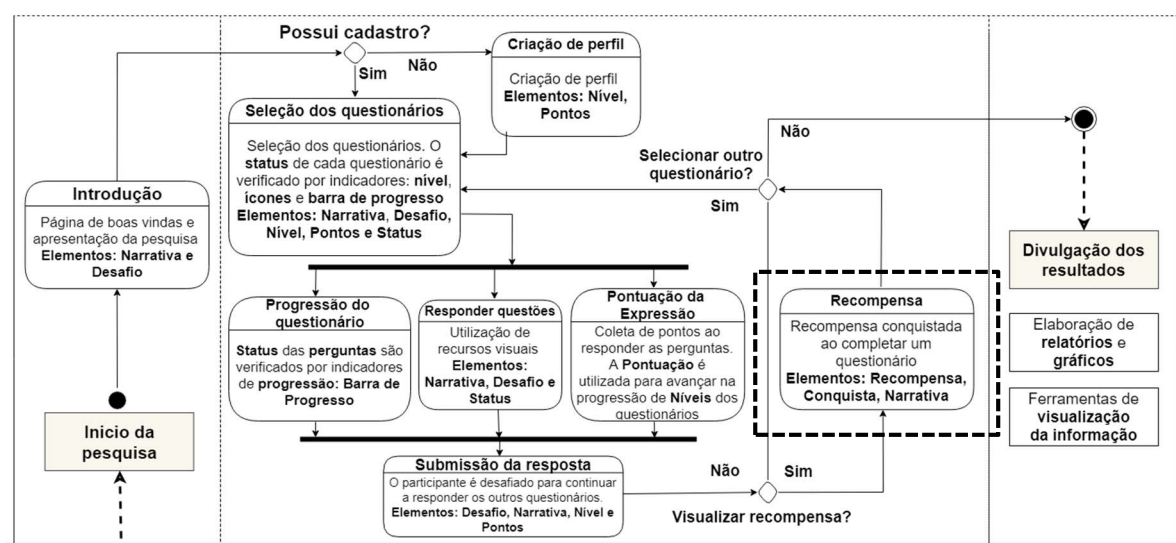 Possui cadastro?
Sim
Não
Criação de perfil
Criação de perfil
Elementos: Nível,
Pontos
Seleção dos questionários
Seleção dos questionários. O
status de cada questionário é
verificado por indicadores: nível,
ícones e barra de progresso
Elementos: Narrativa, Desafio,
Nível, Pontos e Status
Introdução
Página de boas vindas e
apresentação da pesquisa
Elementos: Narrativa e
Desafio
Inicio da
pesquisa
Selecionar outro
questionário?
Não
Sim
Progressão do
questionário
Status das perguntas são
verificados por indicadores
de progressão: Barra de
Progresso
Responder questões
Utilização de
recursos visuais
Elementos:
Narrativa, Desafio e
Status
Pontuação da
Expressão
Coleta de pontos ao
responder as perguntas.
A Pontuação é
utilizada para avançar na
progressão de Níveis dos
questionários
Recompensa
Recompensa conquistada
ao completar um
questionário
Elementos: Recompensa,
Conquista, Narrativa
Submissão da resposta
O participante é desafiado para continuar
a responder os outros questionários.
Elementos: Desafio, Narrativa, Nível e
Pontos
Não
Sim
Visualizar recompensa?
Divulgação dos
resultados
Elaboração de
relatórios e
gráficos
Ferramentas de
visualização
da informação